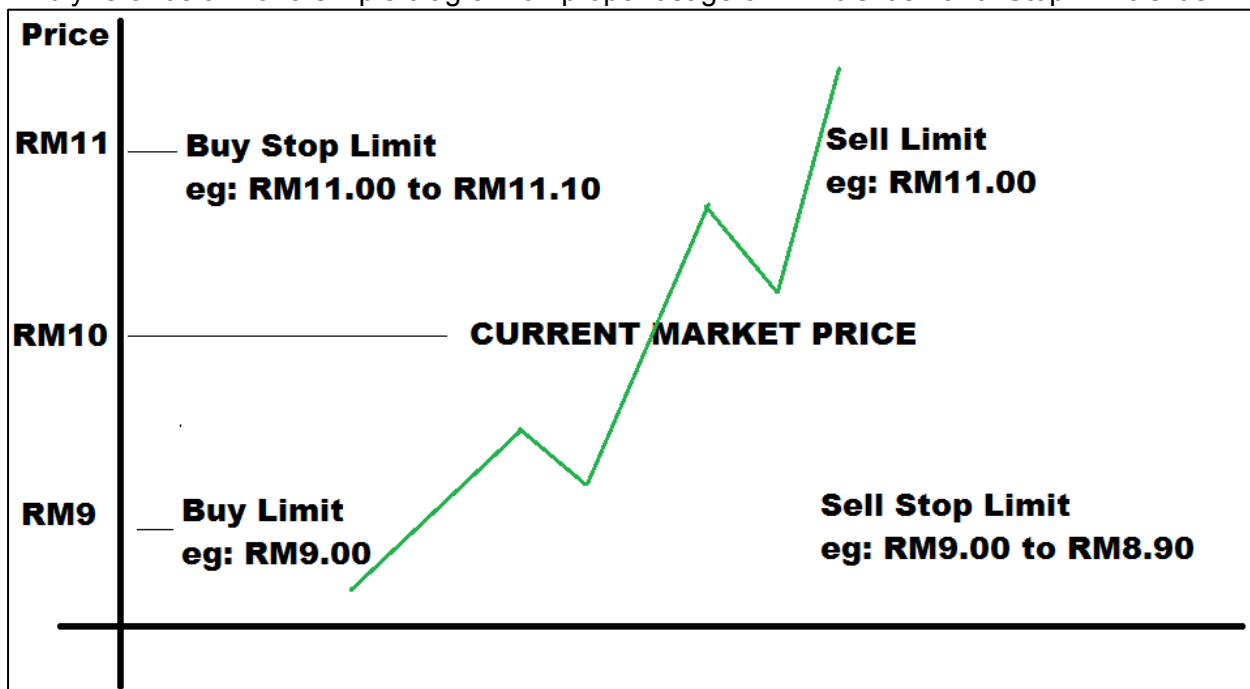 Price
RM11
Buy Stop Limit
eg: RM11.00 to RM11.10
Sell Limit
eg: RM11.00
RM10
CURRENT MARKET PRICE
RM9
Buy Limit
eg: RM9.00
Sell Stop Limit
eg: RM9.00 to RM8.90